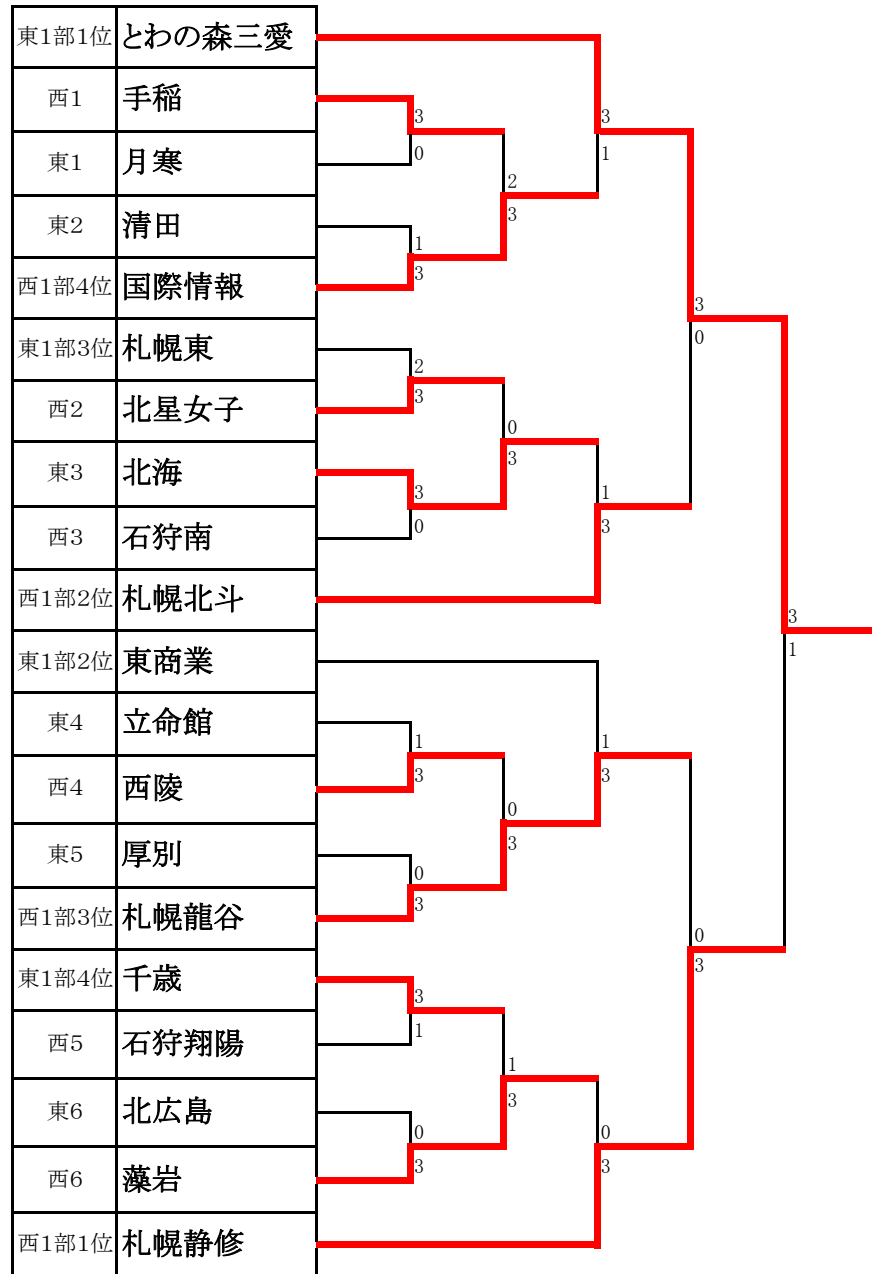 東1部1位 とわの森三愛
西1 手稲
3
3
東1 月寒
0
1
2
東2 清田
3
1
西1部4位 国際情報
3
3
東1部3位 札幌東
0
2
西2 北星女子
3
0
東3 北海
3
3
1
西3 石狩南
0
3
西1部2位 札幌北斗
3
東1部2位 東商業
1
東4 立命館
1
1
西4 西陵
3
3
0
東5 厚別
3
0
西1部3位 札幌龍谷
3
0
東1部4位 千歳
3
3
西5 石狩翔陽
1
1
東6 北広島
3
0
0
西6 藻岩
3
3
西1部1位 札幌静修